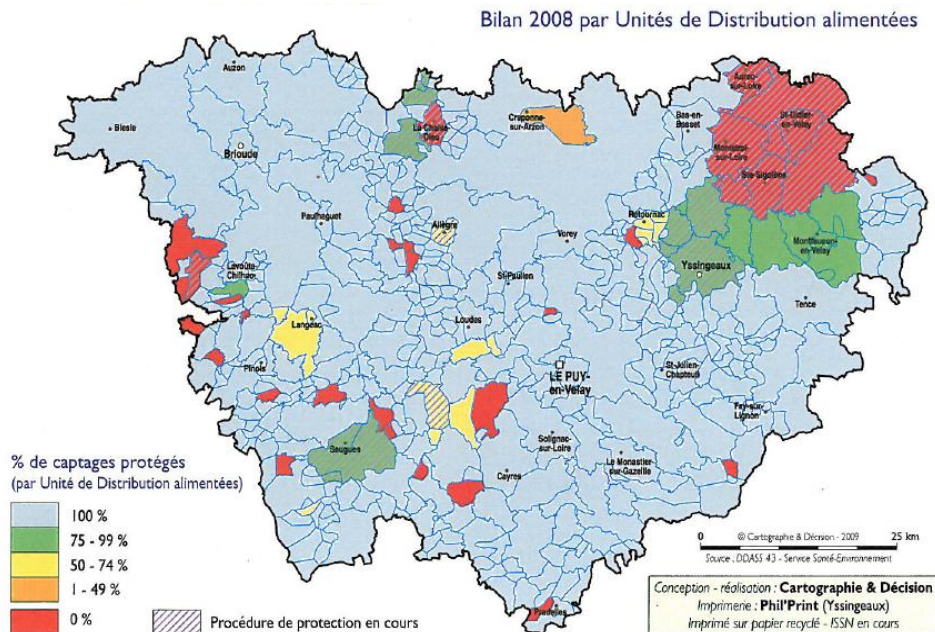 Bilan 2008 par Unités de Distribution alimentées
Auzon
Blesle
Brioude
La Chaise-
Dieu
Craponne-
sur-Arzon
Bas-en-
Basset
Aurec-
sur-Loire
St-Didier-
en-Velay
Monistrol-
sur-Loire
Ste-Sigolène
Paulhaguet
Allègre
Vorey
Retournac
Yssingeaux
Montfaucon-
en-Velay
Lavoûte-
Chilhac
St-Paulien
Tence
Langeac
Loudes
Pinols
LE PUY-
en-Velay
St-Julien-
Chapteuil
Fay-sur-
Lignon
Saugues
Solignac-
sur-Loire
Cayres
Le Monastier-
sur-Gazeille
Pradelles
% de captages protégés
(par Unité de Distribution alimentées)
100 %
75 - 99 %
50 - 74 %
1 - 49 %
0 %
Procédure de protection en cours
0 25 km
© Cartographie & Décision - 2009
Source : DDASS 43 - Service Santé-Environnement
Conception - réalisation : Cartographie & Décision
Imprimerie : Phil'Print (Yssingeaux)
Imprimé sur papier recyclé - ISSN en cours